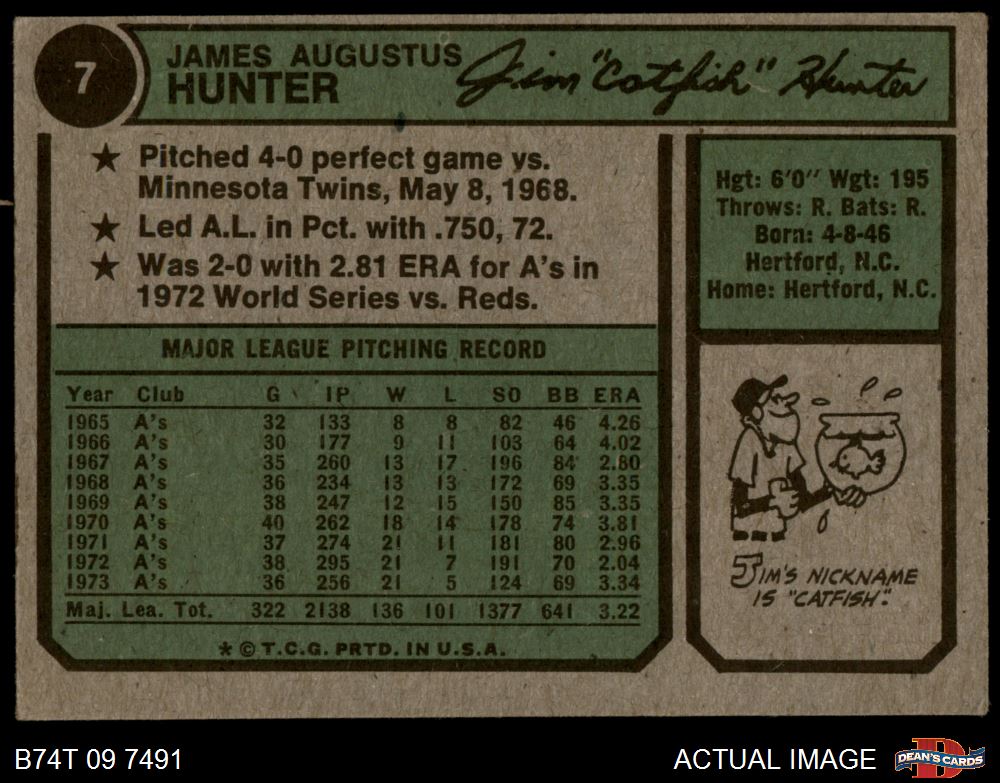 7
JAMES AUGUSTUS
HUNTER
Jim "Catfish" Hunter
★ Pitched 4-0 perfect game vs.
Minnesota Twins, May 8, 1968.
★ Led A.L. in Pct. with .750, 72.
★ Was 2-0 with 2.81 ERA for A's in
1972 World Series vs. Reds.
MAJOR LEAGUE PITCHING RECORD
Year Club G IP W L SO BB ERA
1965 A's 32 133 8 8 82 46 4.26
1966 A's 30 177 9 11 103 64 4.02
1967 A's 35 260 13 17 196 84 2.80
1968 A's 36 234 13 13 172 69 3.35
1969 A's 38 247 12 15 150 85 3.35
1970 A's 40 262 18 14 178 74 3.81
1971 A's 37 274 21 11 181 80 2.96
1972 A's 38 295 21 7 191 70 2.04
1973 A's 36 256 21 5 124 69 3.34
Maj. Lea. Tot. 322 2138 136 101 1377 641 3.22
* © T.C.G. PRTD. IN U.S.A.
Hgt: 6'0" Wgt: 195
Throws: R. Bats: R.
Born: 4-8-46
Hertford, N.C.
Home: Hertford, N.C.
JIM'S NICKNAME
IS "CATFISH".
B74T 09 7491
ACTUAL IMAGE
D
DEAN'S CARDS